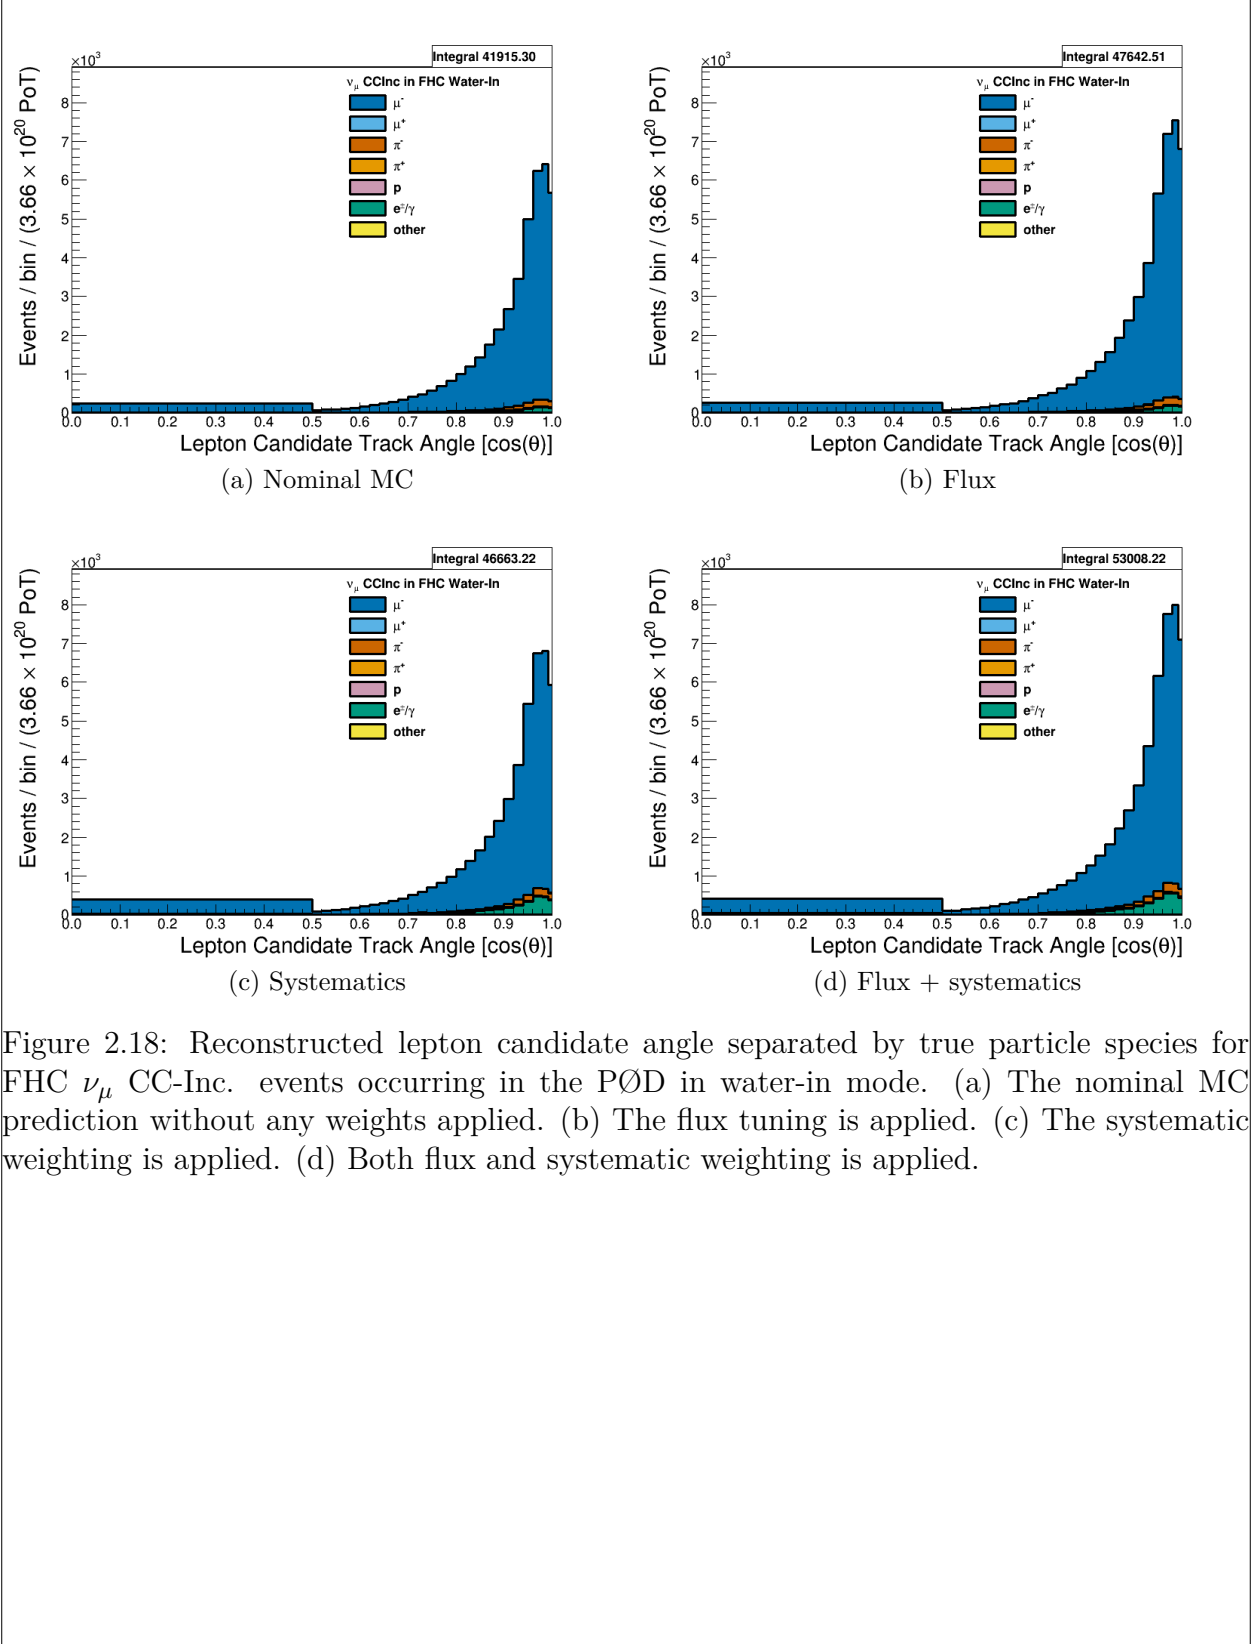 ×10³
Integral 41915.30
Events / bin / (3.66 × 10²⁰ PoT)
ν_μ CCInc in FHC Water-In
μ⁻
μ⁺
π⁻
π⁺
p
e±/γ
other
8
7
6
5
4
3
2
1
0
0.0 0.1 0.2 0.3 0.4 0.5 0.6 0.7 0.8 0.9 1.0
Lepton Candidate Track Angle [cos(θ)]
(a) Nominal MC
×10³
Integral 47642.51
Events / bin / (3.66 × 10²⁰ PoT)
ν_μ CCInc in FHC Water-In
μ⁻
μ⁺
π⁻
π⁺
p
e±/γ
other
8
7
6
5
4
3
2
1
0
0.0 0.1 0.2 0.3 0.4 0.5 0.6 0.7 0.8 0.9 1.0
Lepton Candidate Track Angle [cos(θ)]
(b) Flux
×10³
Integral 46663.22
Events / bin / (3.66 × 10²⁰ PoT)
ν_μ CCInc in FHC Water-In
μ⁻
μ⁺
π⁻
π⁺
p
e±/γ
other
8
7
6
5
4
3
2
1
0
0.0 0.1 0.2 0.3 0.4 0.5 0.6 0.7 0.8 0.9 1.0
Lepton Candidate Track Angle [cos(θ)]
(c) Systematics
×10³
Integral 53008.22
Events / bin / (3.66 × 10²⁰ PoT)
ν_μ CCInc in FHC Water-In
μ⁻
μ⁺
π⁻
π⁺
p
e±/γ
other
8
7
6
5
4
3
2
1
0
0.0 0.1 0.2 0.3 0.4 0.5 0.6 0.7 0.8 0.9 1.0
Lepton Candidate Track Angle [cos(θ)]
(d) Flux + systematics
Figure 2.18: Reconstructed lepton candidate angle separated by true particle species for
FHC ν_μ CC-Inc. events occurring in the PØD in water-in mode. (a) The nominal MC
prediction without any weights applied. (b) The flux tuning is applied. (c) The systematic
weighting is applied. (d) Both flux and systematic weighting is applied.